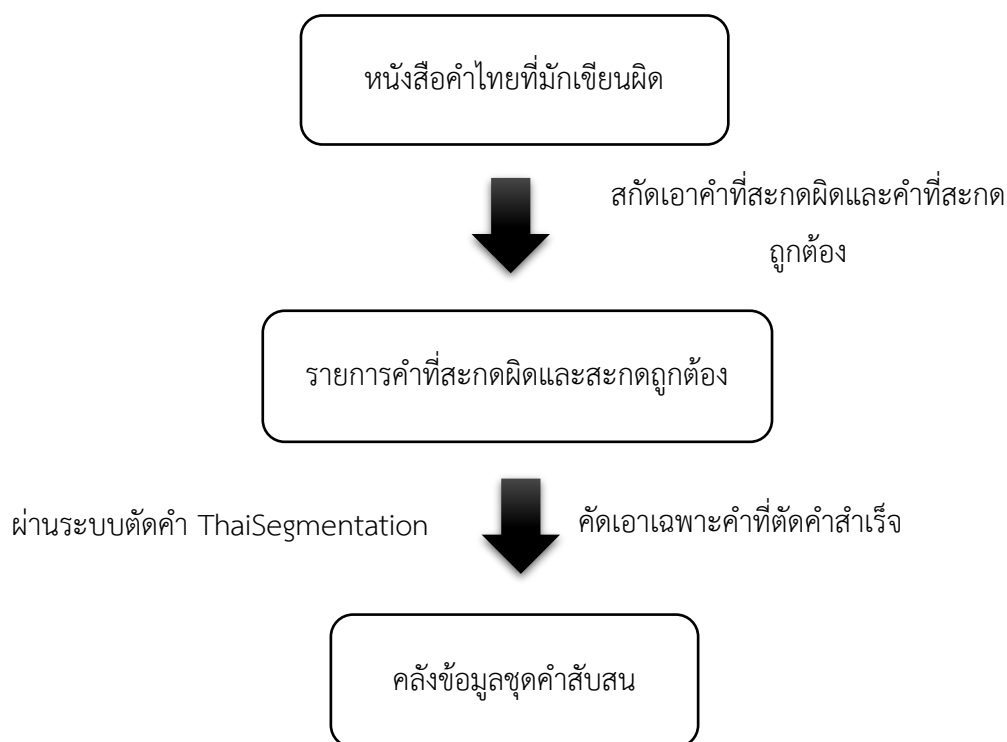 หนังสือคำไทยที่มักเขียนผิด
สกัดเอาคำที่สะกดผิดและคำที่สะกด
ถูกต้อง
รายการคำที่สะกดผิดและสะกดถูกต้อง
ผ่านระบบตัดคำ ThaiSegmentation
คัดเอาเฉพาะคำที่ตัดคำสำเร็จ
คลังข้อมูลชุดคำสับสน